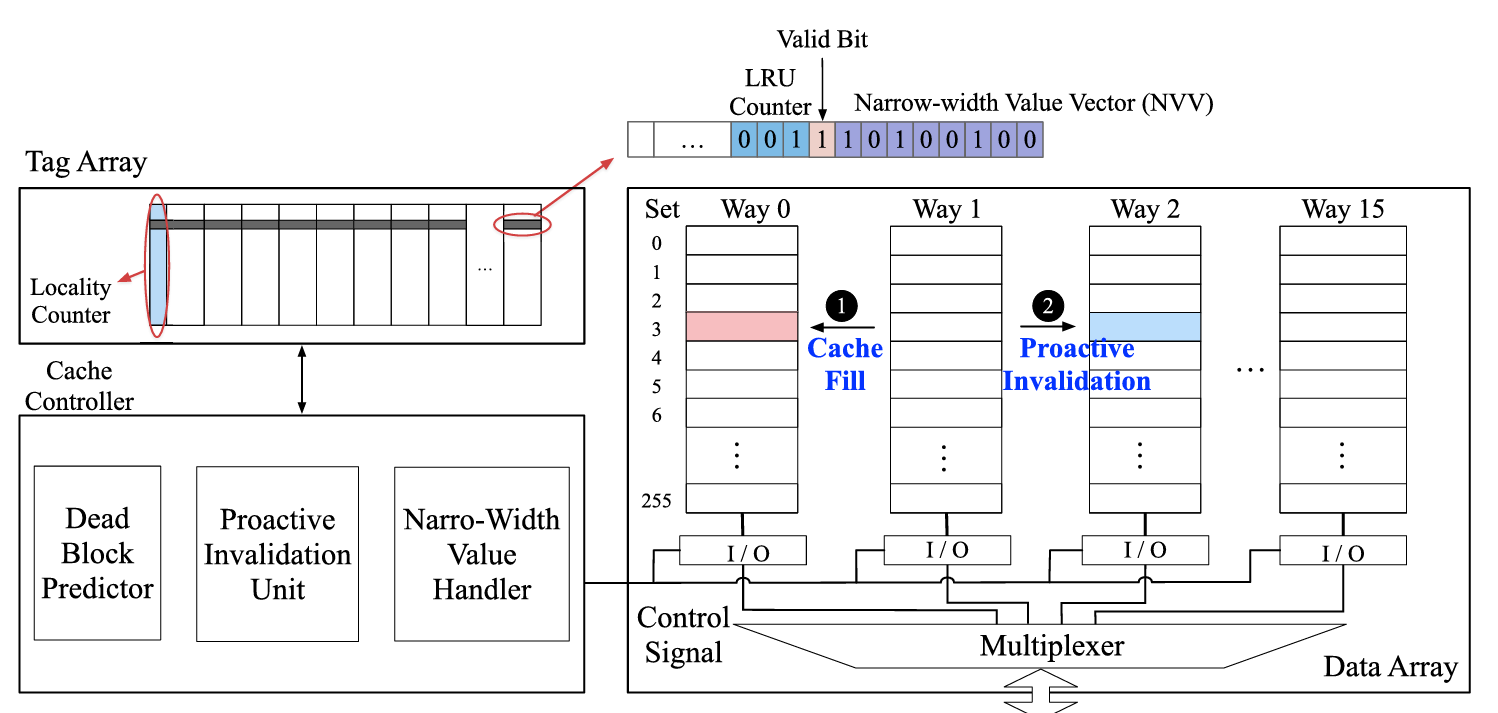 Valid Bit
LRU
Counter
Narrow-width Value Vector (NVV)
... 0 0 1 1 1 0 1 0 0 1 0 0
Tag Array
...
Locality
Counter
Cache
Controller
Dead
Block
Predictor
Proactive
Invalidation
Unit
Narro-Width
Value
Handler
Set Way 0 Way 1 Way 2 Way 15
0
1
2
3
4
5
6
255
1
Cache
Fill
2
Proactive
Invalidation
...
I / O I / O I / O I / O
Control
Signal
Multiplexer
Data Array